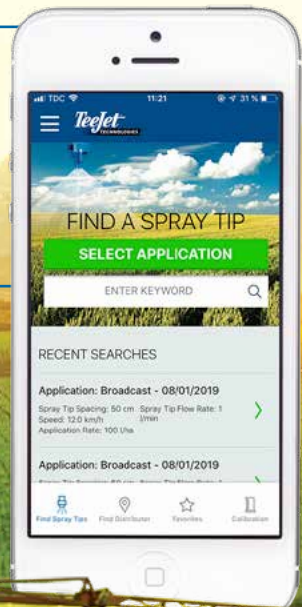 TDC 11:21 31 %
TeeJet
TECHNOLOGIES
FIND A SPRAY TIP
SELECT APPLICATION
ENTER KEYWORD
RECENT SEARCHES
Application: Broadcast - 08/01/2019
Spray Tip Spacing: 50 cm Spray Tip Flow Rate: 1
Speed: 12.0 km/h l/min
Application Rate: 100 l/ha
Application: Broadcast - 08/01/2019
Find Spray Tips Find Distributor Favorites Calibration